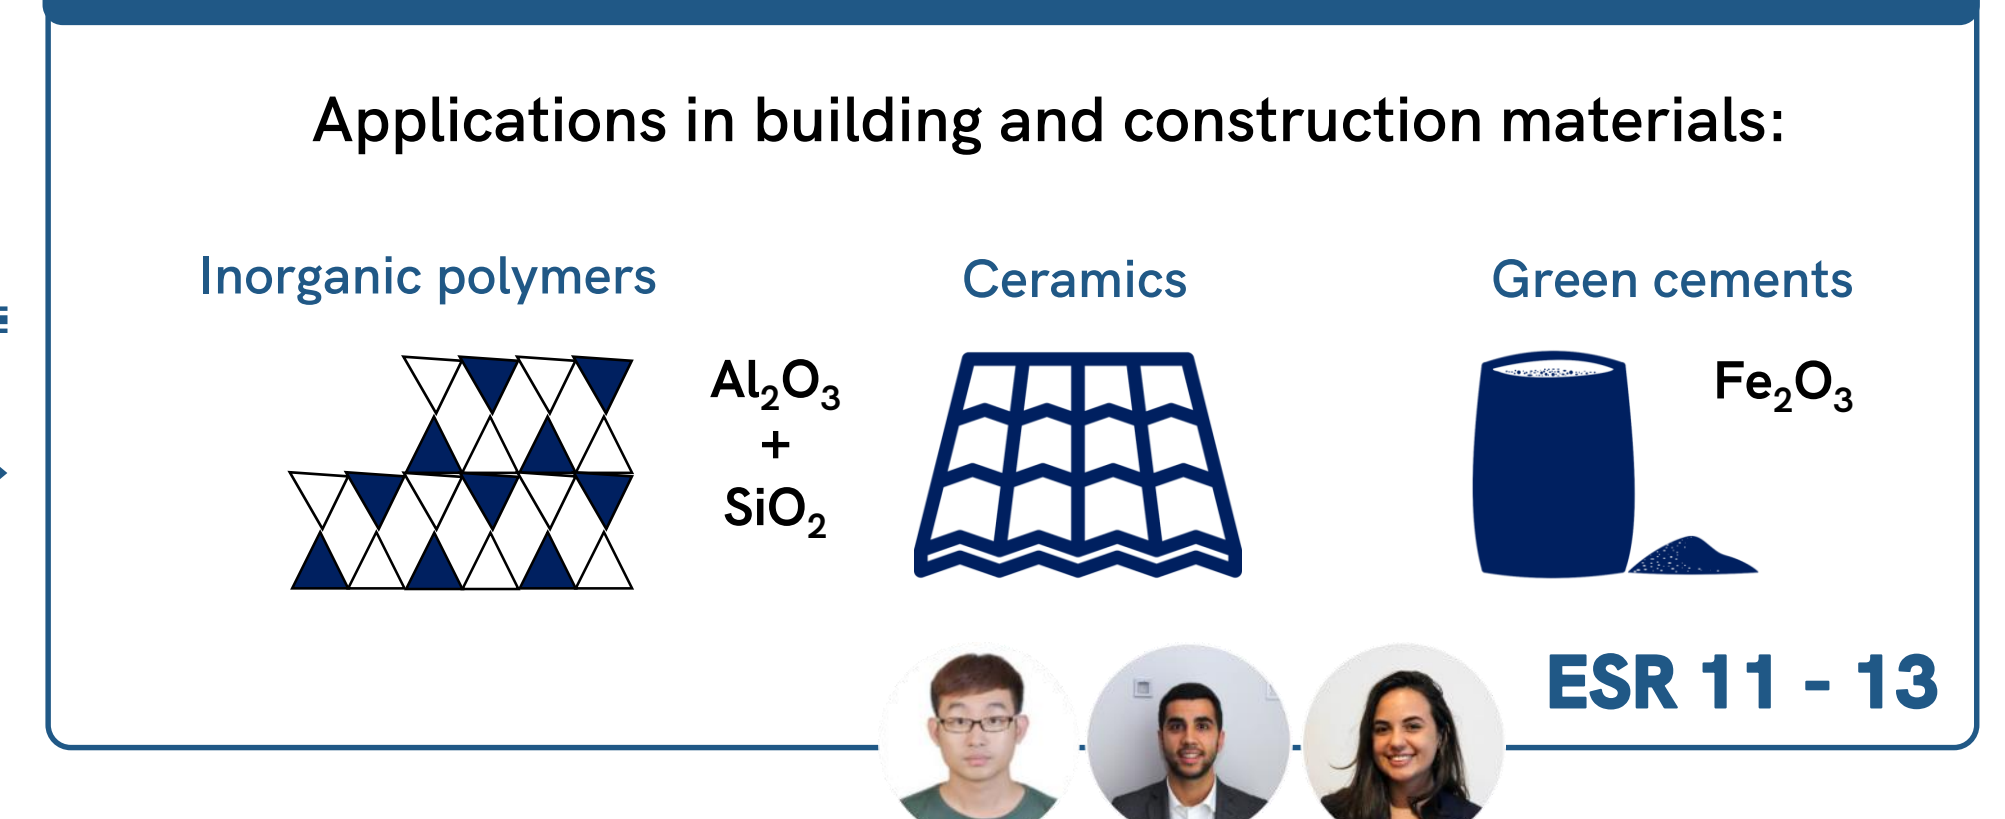 Applications in building and construction materials:
Inorganic polymers
Ceramics
Green cements
Al₂O₃
+
SiO₂
Fe₂O₃
ESR 11 - 13